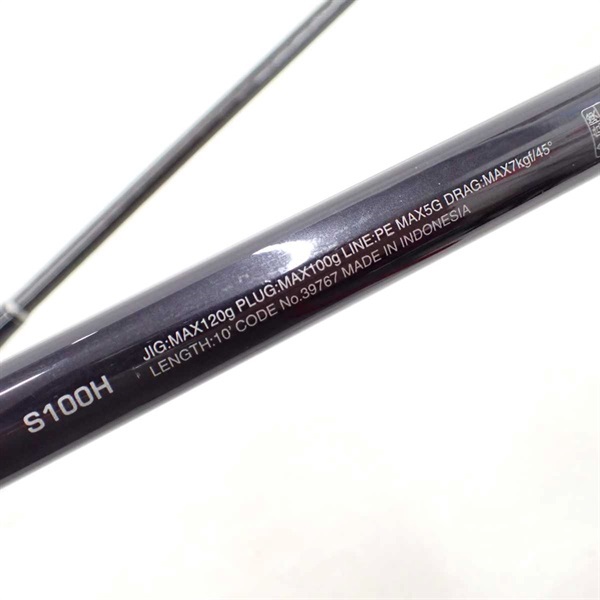 S100H
JIG:MAX120g PLUG:MAX100g LINE:PE MAX5G DRAG:MAX7kgf/45°
LENGTH:10' CODE No.39767 MADE IN INDONESIA